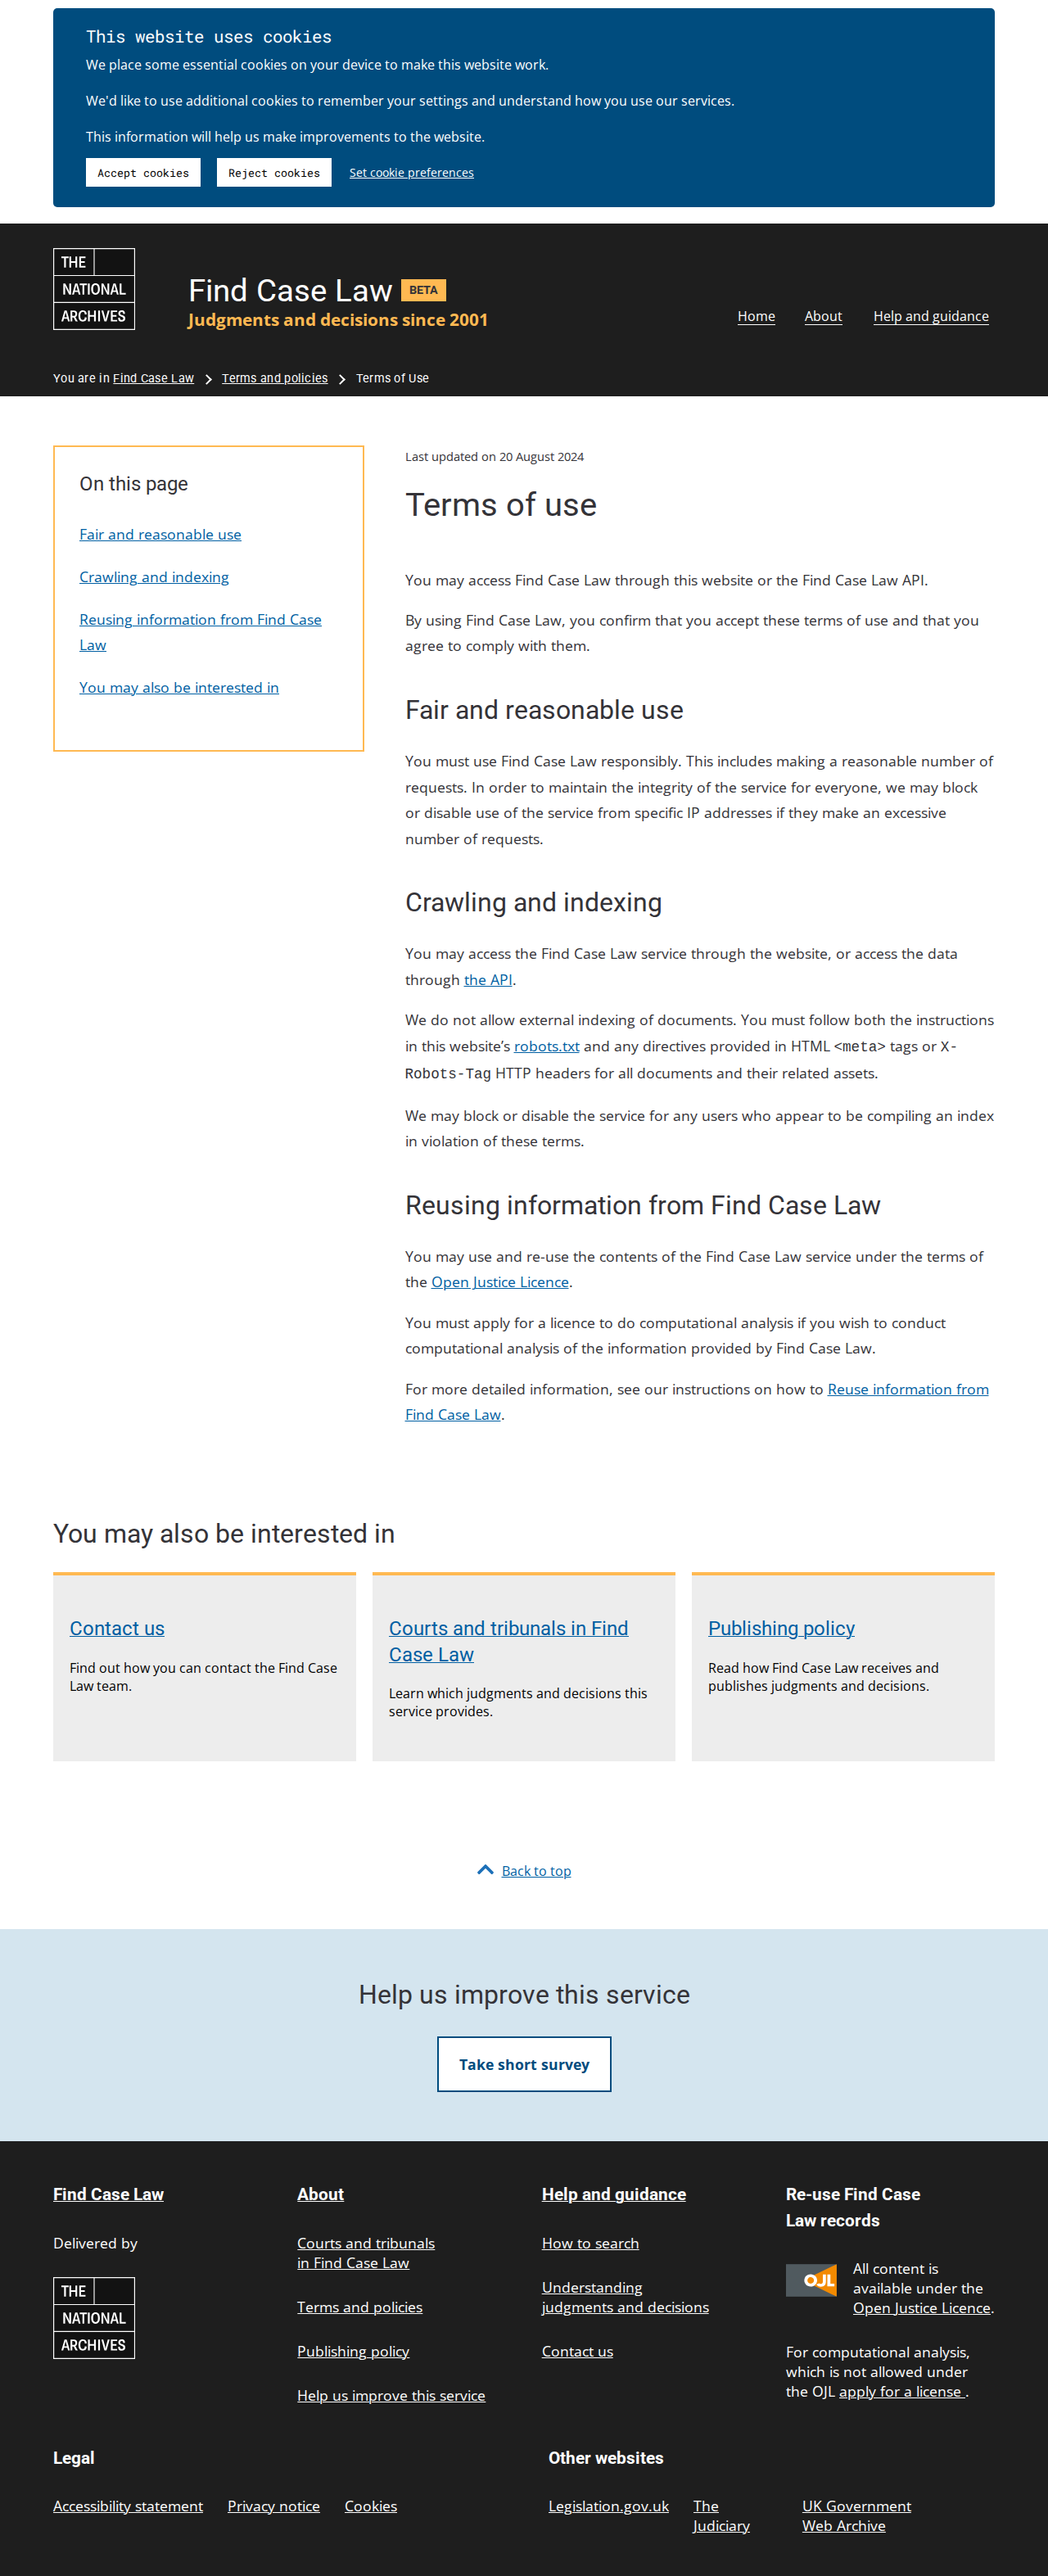 This website uses cookies
We place some essential cookies on your device to make this website work.
We'd like to use additional cookies to remember your settings and understand how you use our services.
This information will help us make improvements to the website.
Accept cookies Reject cookies Set cookie preferences
THE
NATIONAL
ARCHIVES
Find Case Law BETA
Judgments and decisions since 2001
Home About Help and guidance
You are in Find Case Law Terms and policies Terms of Use
On this page
Fair and reasonable use
Crawling and indexing
Reusing information from Find Case
Law
You may also be interested in
Last updated on 20 August 2024
Terms of use
You may access Find Case Law through this website or the Find Case Law API.
By using Find Case Law, you confirm that you accept these terms of use and that you
agree to comply with them.
Fair and reasonable use
You must use Find Case Law responsibly. This includes making a reasonable number of
requests. In order to maintain the integrity of the service for everyone, we may block
or disable use of the service from specific IP addresses if they make an excessive
number of requests.
Crawling and indexing
You may access the Find Case Law service through the website, or access the data
through the API.
We do not allow external indexing of documents. You must follow both the instructions
in this website’s robots.txt and any directives provided in HTML <meta> tags or X-
Robots-Tag HTTP headers for all documents and their related assets.
We may block or disable the service for any users who appear to be compiling an index
in violation of these terms.
Reusing information from Find Case Law
You may use and re-use the contents of the Find Case Law service under the terms of
the Open Justice Licence.
You must apply for a licence to do computational analysis if you wish to conduct
computational analysis of the information provided by Find Case Law.
For more detailed information, see our instructions on how to Reuse information from
Find Case Law.
You may also be interested in
Contact us
Find out how you can contact the Find Case
Law team.
Courts and tribunals in Find
Case Law
Learn which judgments and decisions this
service provides.
Publishing policy
Read how Find Case Law receives and
publishes judgments and decisions.
Back to top
Help us improve this service
Take short survey
Find Case Law
Delivered by
THE
NATIONAL
ARCHIVES
About
Courts and tribunals
in Find Case Law
Terms and policies
Publishing policy
Help us improve this service
Help and guidance
How to search
Understanding
judgments and decisions
Contact us
Re-use Find Case
Law records
OJL
All content is
available under the
Open Justice Licence.
For computational analysis,
which is not allowed under
the OJL apply for a license .
Legal
Accessibility statement Privacy notice Cookies
Other websites
Legislation.gov.uk
The
Judiciary
UK Government
Web Archive